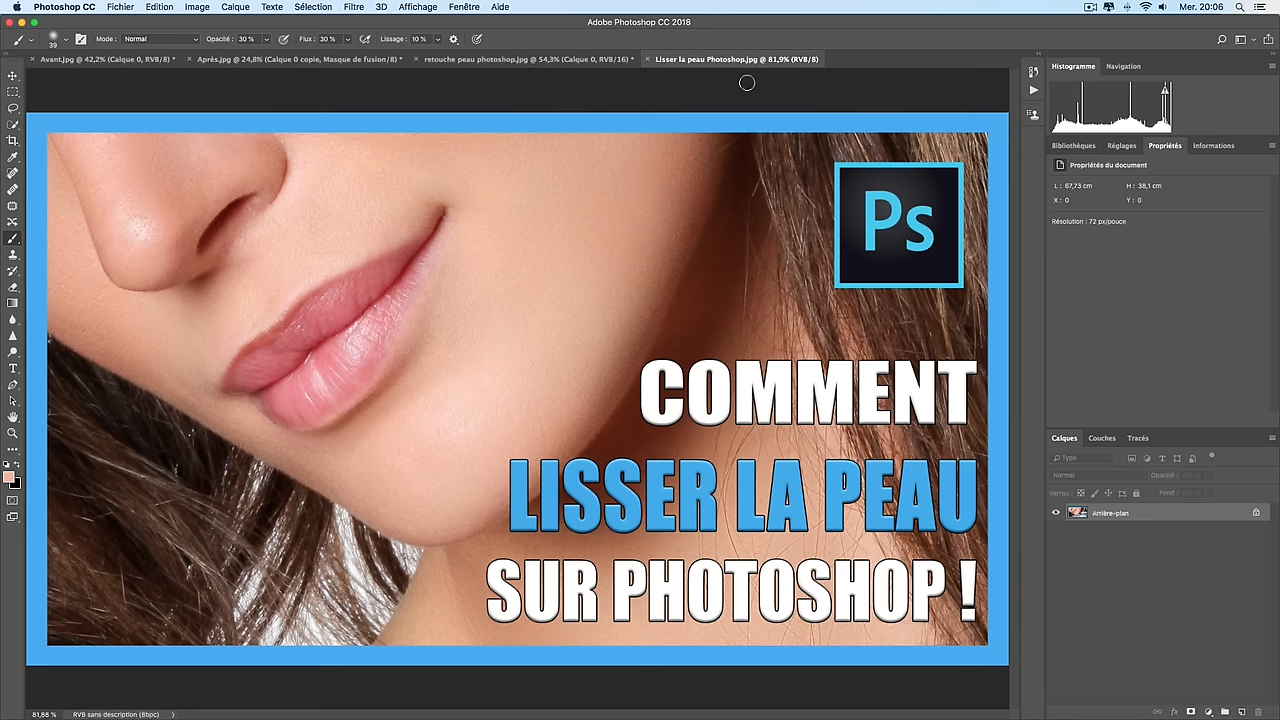 Photoshop CC Fichier Edition Image Calque Texte Sélection Filtre 3D Affichage Fenêtre Aide Mer. 20:06
Adobe Photoshop CC 2018
39 Mode : Normal Opacité : 30 % Flux : 30 % Lissage : 10 %
Avant.jpg @ 42,2% (Calque 0, RVB/8) * Après.jpg @ 24,8% (Calque 0 copie, Masque de fusion/8) * retouche peau photoshop.jpg @ 54,3% (Calque 0, RVB/16) * Lisser la peau Photoshop.jpg @ 81,9% (RVB/8)
Histogramme Navigation
Bibliothèques Réglages Propriétés Informations
Propriétés du document
L : 67,73 cm H : 38,1 cm
X : 0 Y : 0
Résolution : 72 px/pouce
Ps
COMMENT
LISSER LA PEAU
SUR PHOTOSHOP !
Calques Couches Tracés
Type
Normal Opacité :
Verrou : Fond :
Arrière-plan
81,88 % RVB sans description (8bpc)